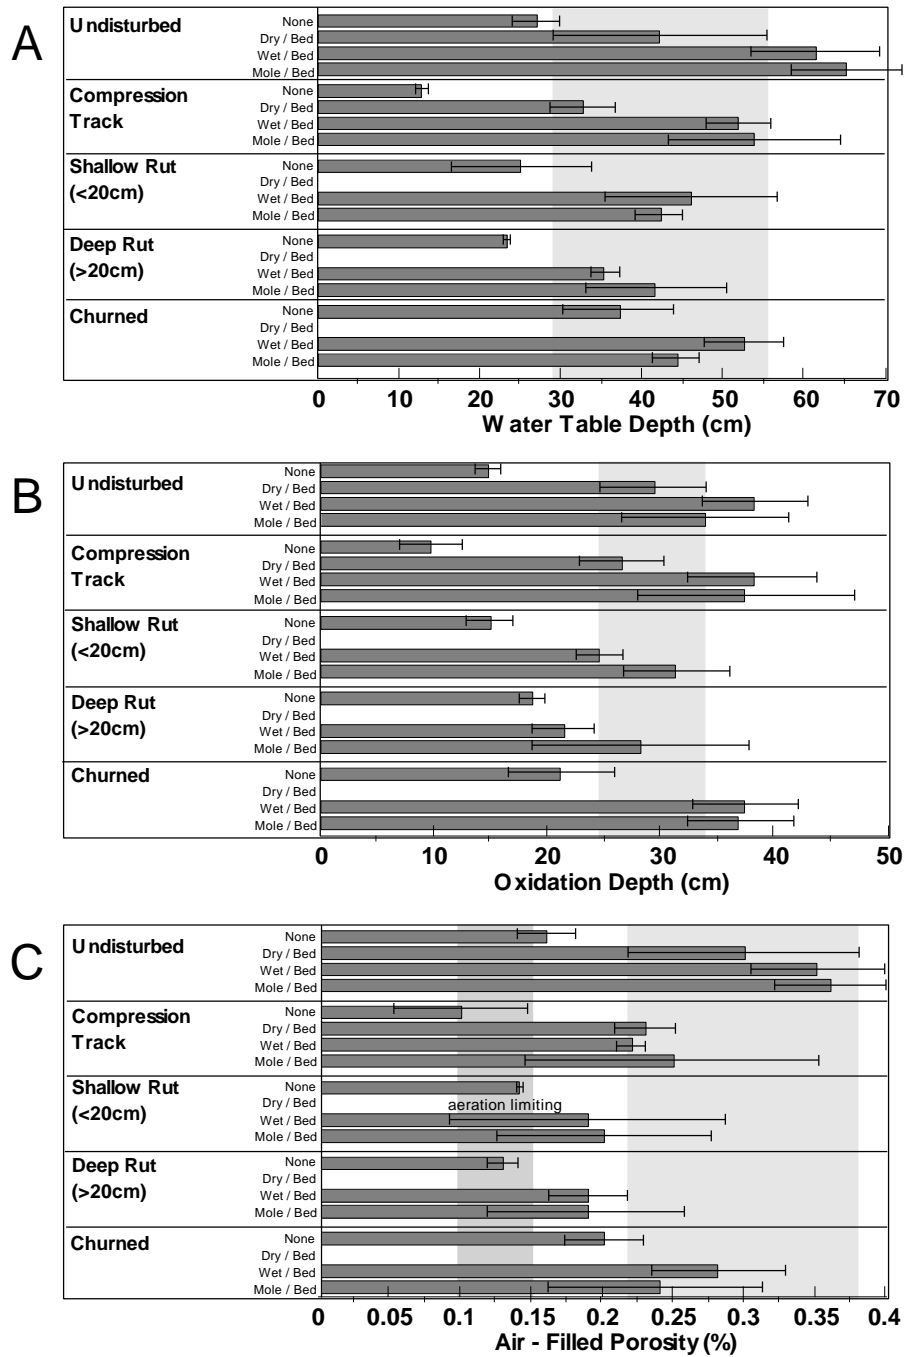 A
Undisturbed
None
Dry / Bed
Wet / Bed
Mole / Bed
Compression
Track
None
Dry / Bed
Wet / Bed
Mole / Bed
Shallow Rut
(<20cm)
None
Dry / Bed
Wet / Bed
Mole / Bed
Deep Rut
(>20cm)
None
Dry / Bed
Wet / Bed
Mole / Bed
Churned
None
Dry / Bed
Wet / Bed
Mole / Bed
0 10 20 30 40 50 60 70
Water Table Depth (cm)
B
Undisturbed
None
Dry / Bed
Wet / Bed
Mole / Bed
Compression
Track
None
Dry / Bed
Wet / Bed
Mole / Bed
Shallow Rut
(<20cm)
None
Dry / Bed
Wet / Bed
Mole / Bed
Deep Rut
(>20cm)
None
Dry / Bed
Wet / Bed
Mole / Bed
Churned
None
Dry / Bed
Wet / Bed
Mole / Bed
0 10 20 30 40 50
Oxidation Depth (cm)
C
Undisturbed
None
Dry / Bed
Wet / Bed
Mole / Bed
Compression
Track
None
Dry / Bed
Wet / Bed
Mole / Bed
Shallow Rut
(<20cm)
None
Dry / Bed
aeration limiting
Wet / Bed
Mole / Bed
Deep Rut
(>20cm)
None
Dry / Bed
Wet / Bed
Mole / Bed
Churned
None
Dry / Bed
Wet / Bed
Mole / Bed
0 0.05 0.1 0.15 0.2 0.25 0.3 0.35 0.4
Air - Filled Porosity (%)